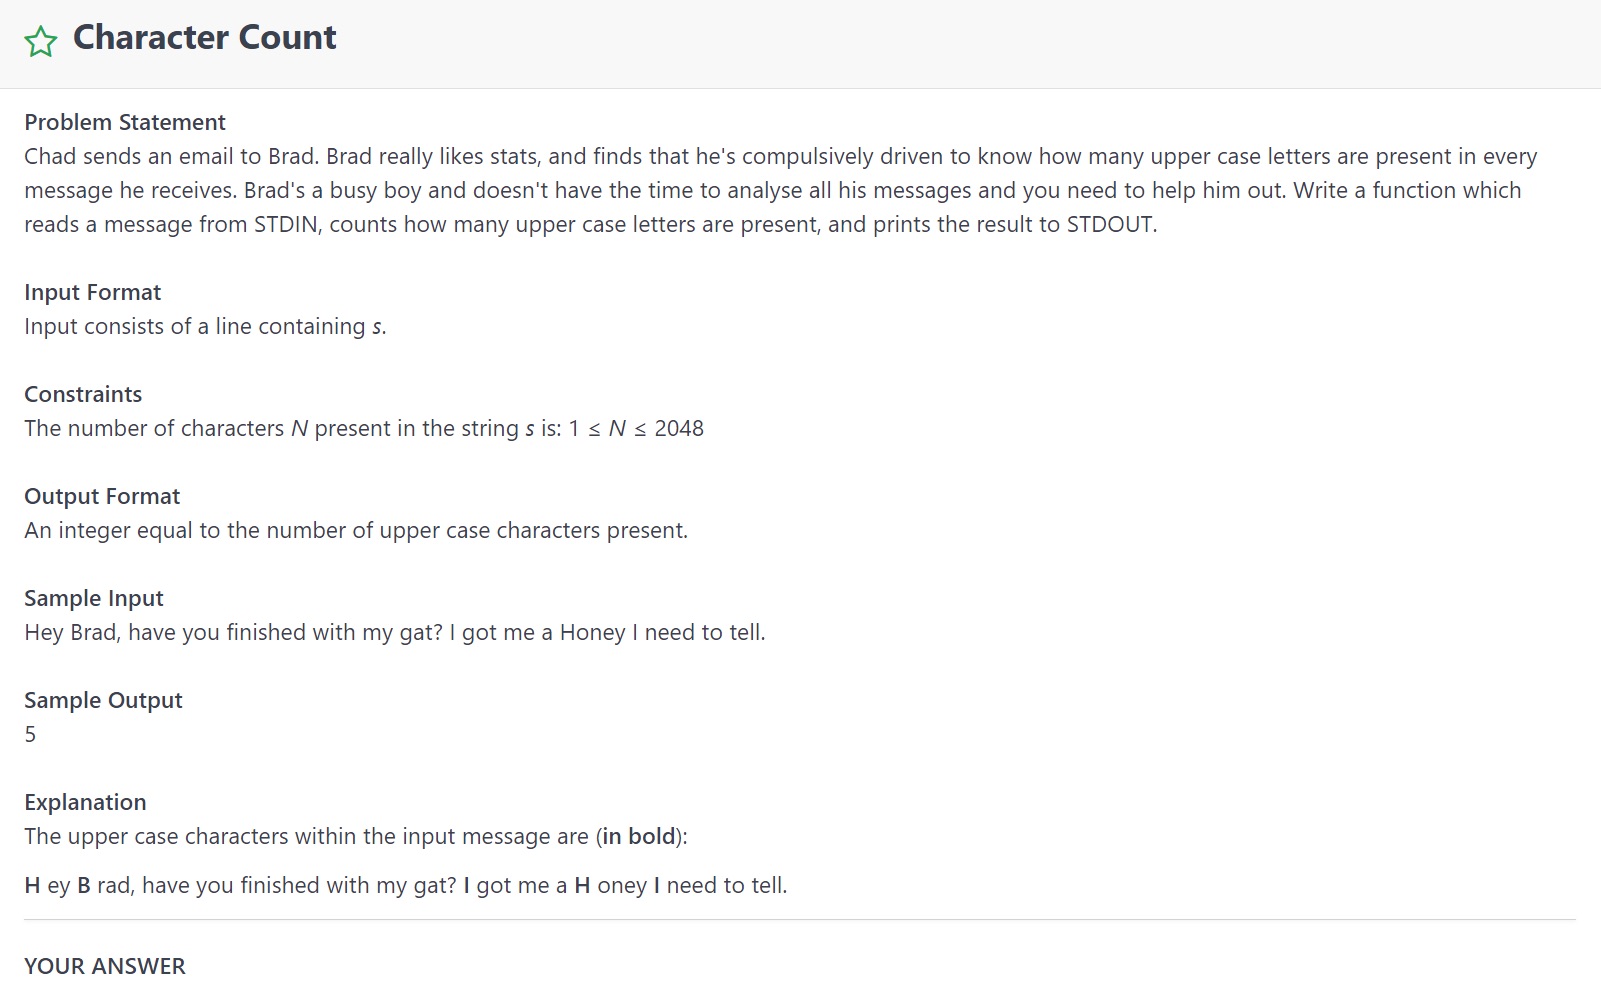 Character Count
Problem Statement
Chad sends an email to Brad. Brad really likes stats, and finds that he's compulsively driven to know how many upper case letters are present in every
message he receives. Brad's a busy boy and doesn't have the time to analyse all his messages and you need to help him out. Write a function which
reads a message from STDIN, counts how many upper case letters are present, and prints the result to STDOUT.
Input Format
Input consists of a line containing s.
Constraints
The number of characters N present in the string s is: 1 ≤ N ≤ 2048
Output Format
An integer equal to the number of upper case characters present.
Sample Input
Hey Brad, have you finished with my gat? I got me a Honey I need to tell.
Sample Output
5
Explanation
The upper case characters within the input message are (in bold):
H ey B rad, have you finished with my gat? I got me a H oney I need to tell.
YOUR ANSWER